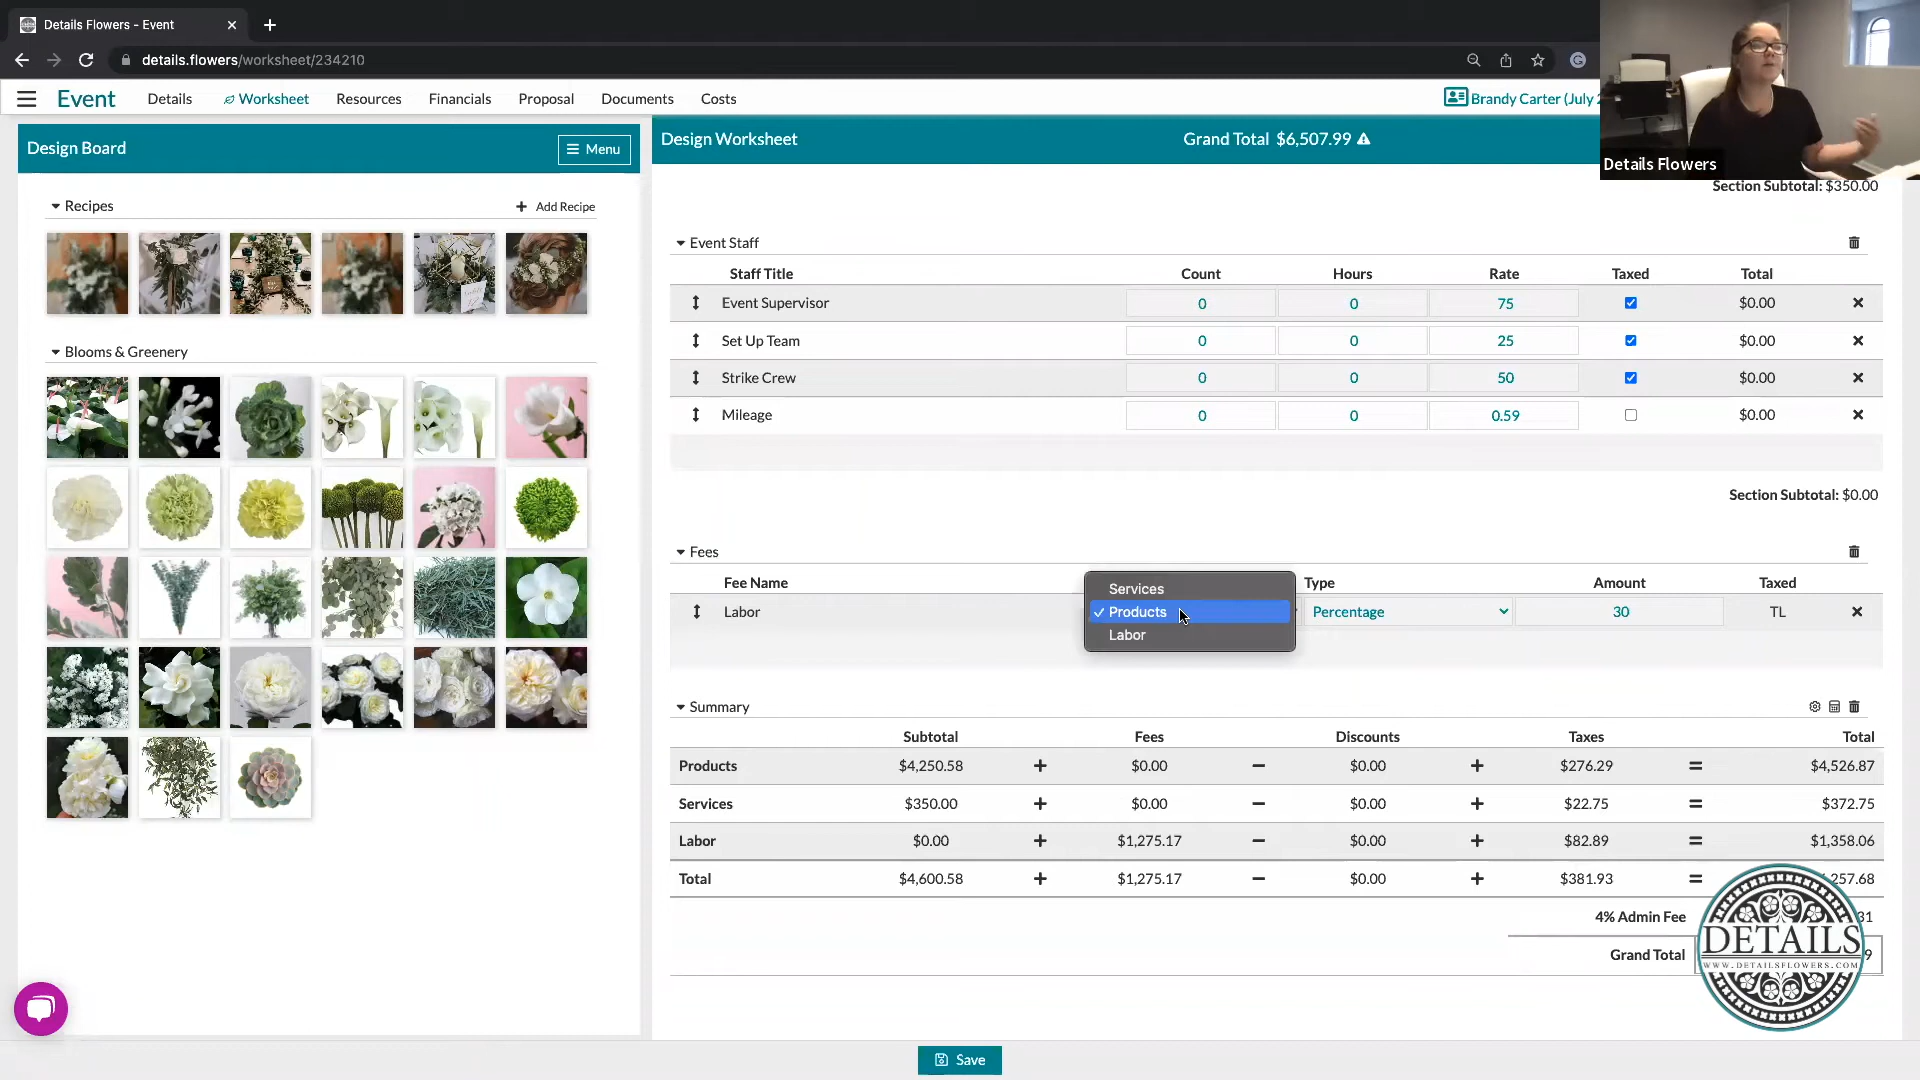 Details Flowers - Event
details.flowers/worksheet/234210
Event Details Worksheet Resources Financials Proposal Documents Costs Brandy Carter (July
Details Flowers
Design Board Menu
Design Worksheet Grand Total $6,507.99
Recipes Add Recipe
Blooms & Greenery
Section Subtotal: $350.00
Event Staff
Staff Title Count Hours Rate Taxed Total
Event Supervisor 0 0 75 $0.00
Set Up Team 0 0 25 $0.00
Strike Crew 0 0 50 $0.00
Mileage 0 0 0.59 $0.00
Section Subtotal: $0.00
Fees
Fee Name Type Amount Taxed
Services
Labor ✓ Products Percentage 30 TL
Labor
Summary
Subtotal Fees Discounts Taxes Total
Products $4,250.58 + $0.00 − $0.00 + $276.29 = $4,526.87
Services $350.00 + $0.00 − $0.00 + $22.75 = $372.75
Labor $0.00 + $1,275.17 − $0.00 + $82.89 = $1,358.06
Total $4,600.58 + $1,275.17 − $0.00 + $381.93 = 257.68
4% Admin Fee 31
Grand Total 9
DETAILS
WWW.DETAILSFLOWERS.COM
Save